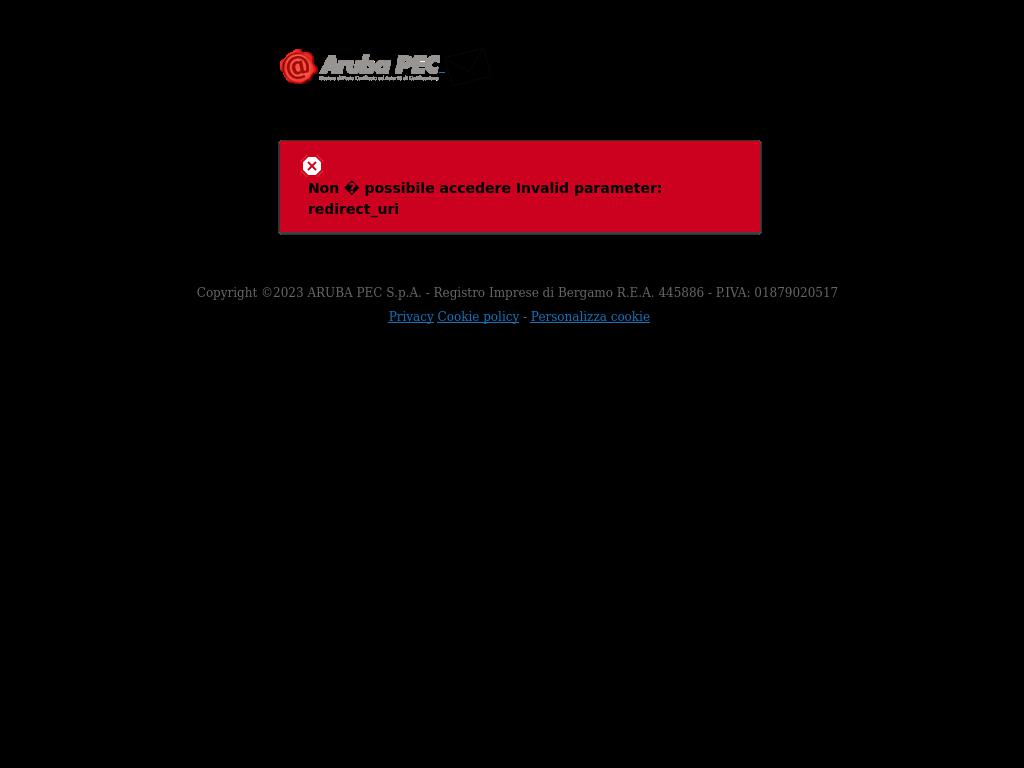 Aruba PEC
Non � possibile accedere Invalid parameter:
redirect_uri
Copyright ©2023 ARUBA PEC S.p.A. - Registro Imprese di Bergamo R.E.A. 445886 - P.IVA: 01879020517
Privacy Cookie policy - Personalizza cookie